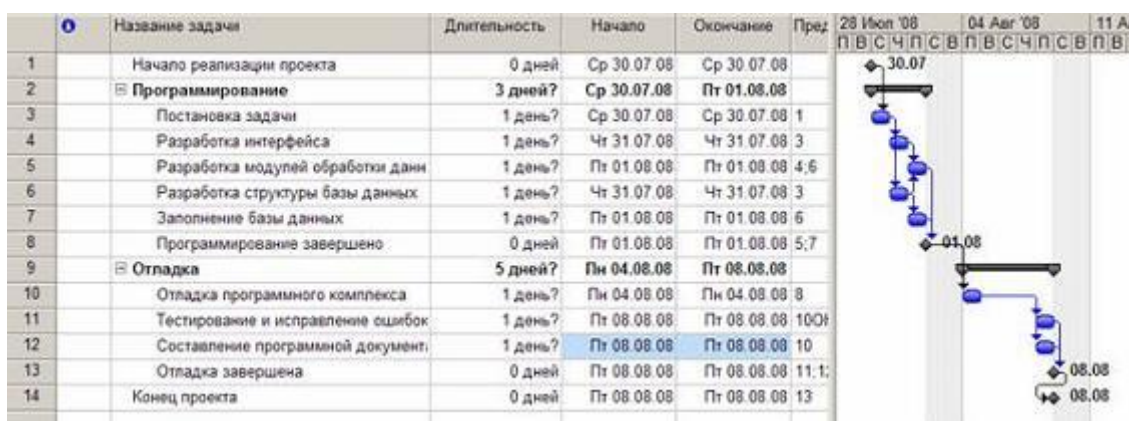 Название задачи Длительность Начало Окончание Пред 28 Июл '08 04 Авг '08 11 А
П В С Ч П С В П В С Ч П С В П В
1 Начало реализации проекта 0 дней Ср 30.07.08 Ср 30.07.08 30.07
2 Программирование 3 дней? Ср 30.07.08 Пт 01.08.08
3 Постановка задачи 1 день? Ср 30.07.08 Ср 30.07.08 1
4 Разработка интерфейса 1 день? Чт 31.07.08 Чт 31.07.08 3
5 Разработка модулей обработки данн 1 день? Пт 01.08.08 Пт 01.08.08 4;6
6 Разработка структуры базы данных 1 день? Чт 31.07.08 Чт 31.07.08 3
7 Заполнение базы данных 1 день? Пт 01.08.08 Пт 01.08.08 6
8 Программирование завершено 0 дней Пт 01.08.08 Пт 01.08.08 5;7 01.08
9 Отладка 5 дней? Пн 04.08.08 Пт 08.08.08
10 Отладка программного комплекса 1 день? Пн 04.08.08 Пн 04.08.08 8
11 Тестирование и исправление ошибок 1 день? Пт 08.08.08 Пт 08.08.08 10ОН
12 Составление программной документ 1 день? Пт 08.08.08 Пт 08.08.08 10
13 Отладка завершена 0 дней Пт 08.08.08 Пт 08.08.08 11;12 08.08
14 Конец проекта 0 дней Пт 08.08.08 Пт 08.08.08 13 08.08